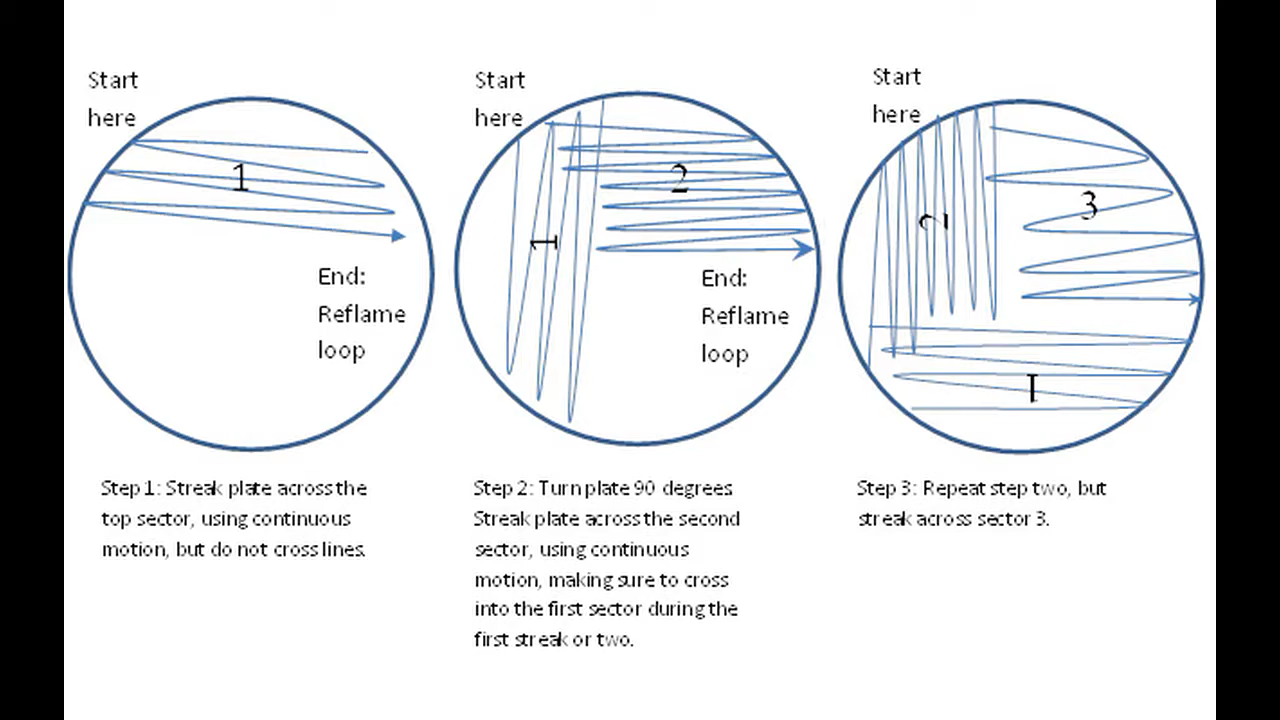 Start
here
1
End:
Reflame
loop
Step 1: Streak plate across the
top sector, using continuous
motion, but do not cross lines.
Start
here
2
1
End:
Reflame
loop
Step 2: Turn plate 90 degrees.
Streak plate across the second
sector, using continuous
motion, making sure to cross
into the first sector during the
first streak or two.
Start
here
3
2
1
Step 3: Repeat step two, but
streak across sector 3.